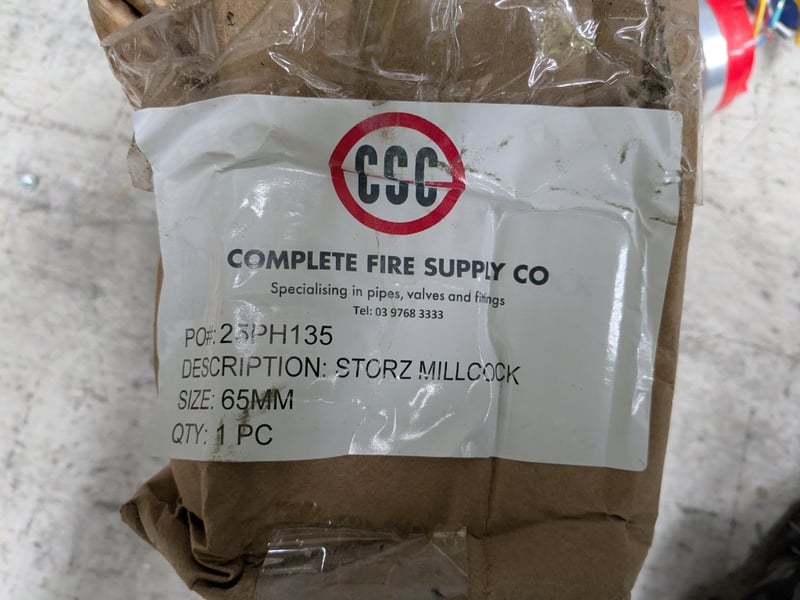 CSC
COMPLETE FIRE SUPPLY CO
Specialising in pipes, valves and fittings
Tel: 03 9768 3333
PO#: 25PH135
DESCRIPTION: STORZ MILLCOCK
SIZE: 65MM
QTY: 1 PC